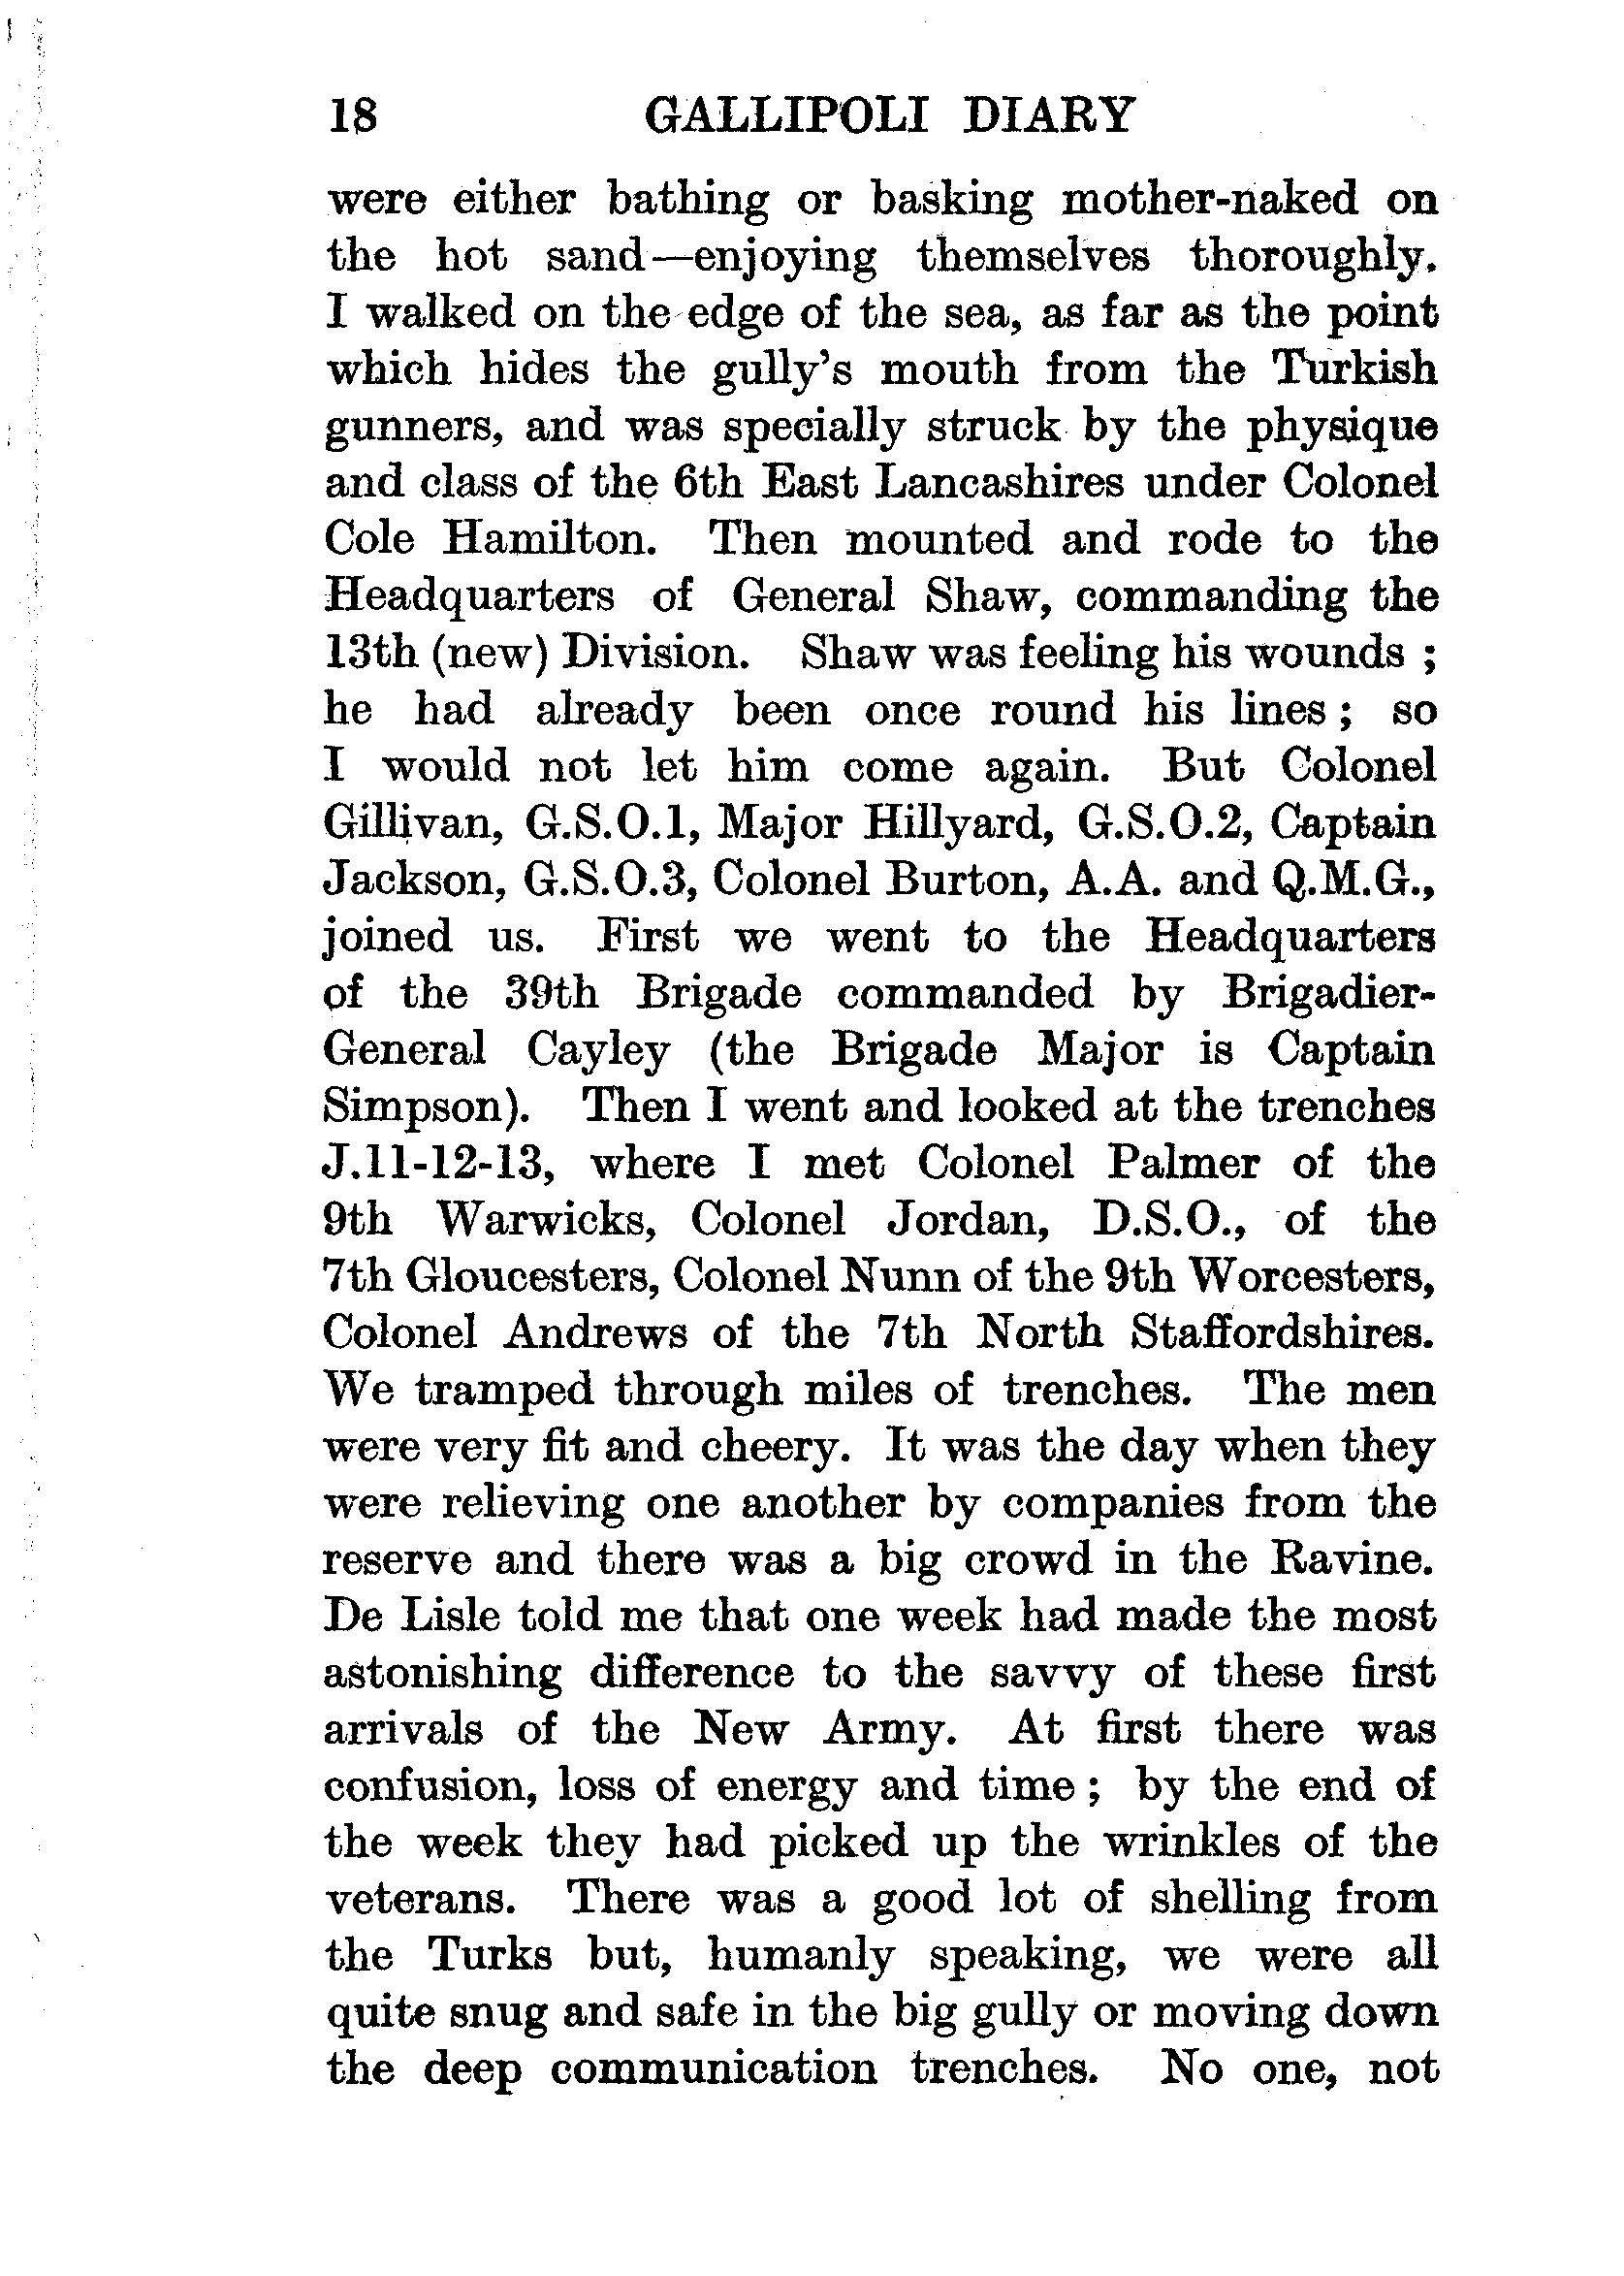 18 GALLIPOLI DIARY
were either bathing or basking mother-naked on
the hot sand—enjoying themselves thoroughly.
I walked on the edge of the sea, as far as the point
which hides the gully's mouth from the Turkish
gunners, and was specially struck by the physique
and class of the 6th East Lancashires under Colonel
Cole Hamilton. Then mounted and rode to the
Headquarters of General Shaw, commanding the
13th (new) Division. Shaw was feeling his wounds ;
he had already been once round his lines ; so
I would not let him come again. But Colonel
Gillivan, G.S.O.1, Major Hillyard, G.S.O.2, Captain
Jackson, G.S.O.3, Colonel Burton, A.A. and Q.M.G.,
joined us. First we went to the Headquarters
of the 39th Brigade commanded by Brigadier-
General Cayley (the Brigade Major is Captain
Simpson). Then I went and looked at the trenches
J.11-12-13, where I met Colonel Palmer of the
9th Warwicks, Colonel Jordan, D.S.O., of the
7th Gloucesters, Colonel Nunn of the 9th Worcesters,
Colonel Andrews of the 7th North Staffordshires.
We tramped through miles of trenches. The men
were very fit and cheery. It was the day when they
were relieving one another by companies from the
reserve and there was a big crowd in the Ravine.
De Lisle told me that one week had made the most
astonishing difference to the savvy of these first
arrivals of the New Army. At first there was
confusion, loss of energy and time ; by the end of
the week they had picked up the wrinkles of the
veterans. There was a good lot of shelling from
the Turks but, humanly speaking, we were all
quite snug and safe in the big gully or moving down
the deep communication trenches. No one, not